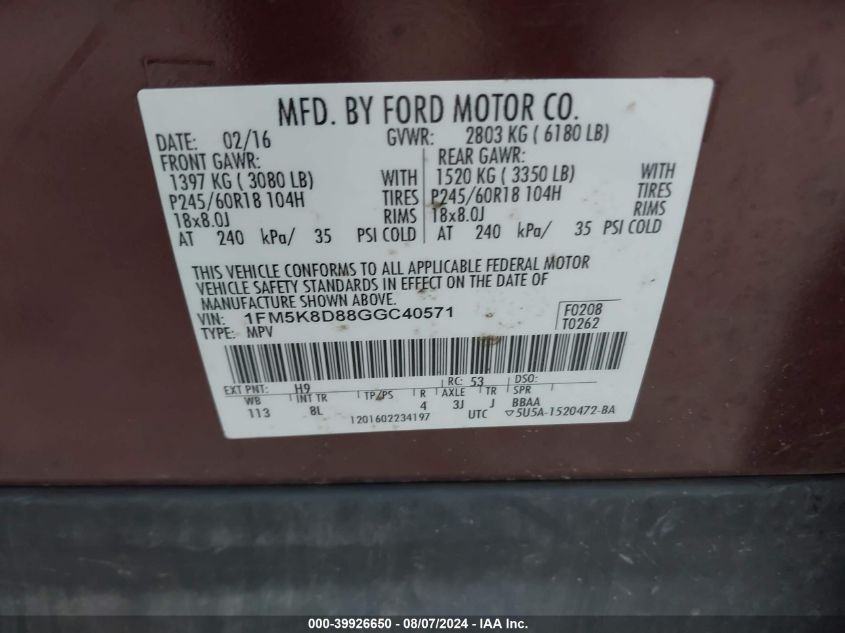 MFD. BY FORD MOTOR CO.
DATE: 02/16 GVWR: 2803 KG ( 6180 LB)
FRONT GAWR: REAR GAWR:
1397 KG ( 3080 LB) WITH 1520 KG ( 3350 LB) WITH
P245/60R18 104H TIRES P245/60R18 104H TIRES
18x8.0J RIMS 18x8.0J RIMS
AT 240 kPa/ 35 PSI COLD AT 240 kPa/ 35 PSI COLD
THIS VEHICLE CONFORMS TO ALL APPLICABLE FEDERAL MOTOR
VEHICLE SAFETY STANDARDS IN EFFECT ON THE DATE OF
MANUFACTURE SHOWN ABOVE.
VIN: 1FM5K8D88GGC40571 F0208
TYPE: MPV T0262
EXT PNT: H9 RC: 53 DSO:
WB INT TR TP/PS R AXLE TR SPR
113 8L 4 3J J BBAA
1201602234197 UTC ▽5U5A-1520472-BA
000-39926650 - 08/07/2024 - IAA Inc.